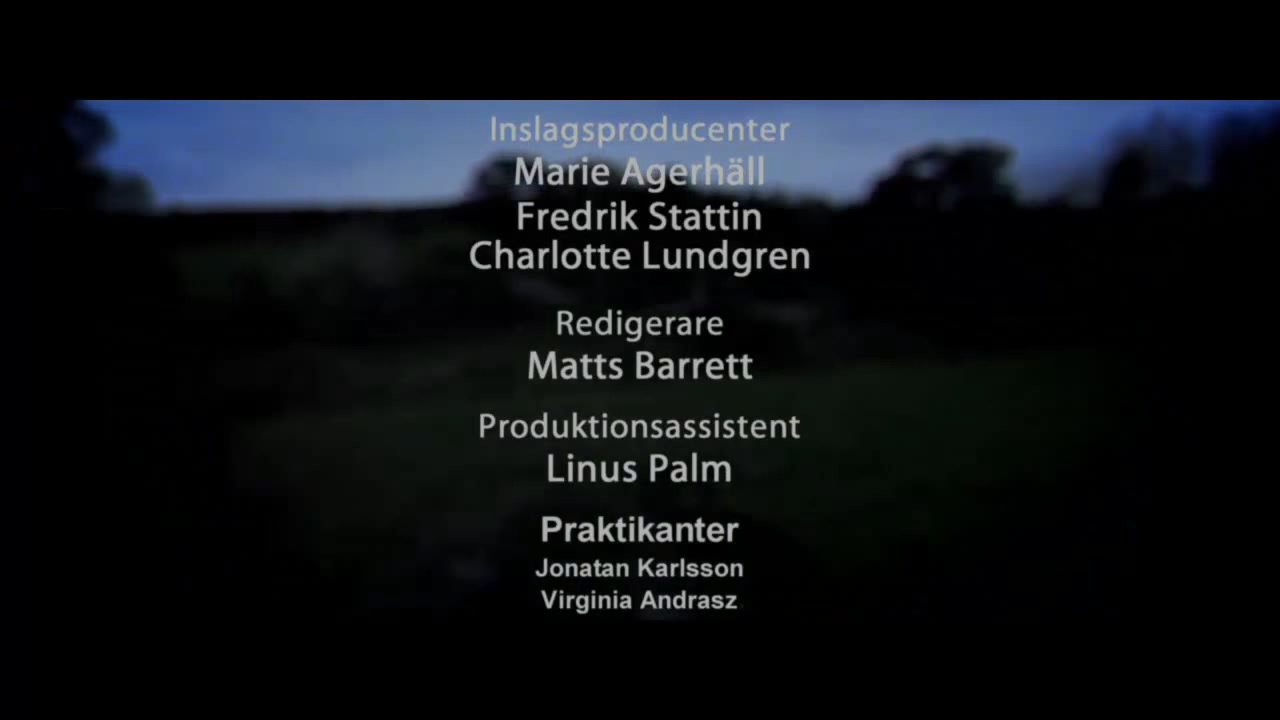 Inslagsproducenter
Marie Agerhäll
Fredrik Stattin
Charlotte Lundgren
Redigerare
Matts Barrett
Produktionsassistent
Linus Palm
Praktikanter
Jonatan Karlsson
Virginia Andrasz